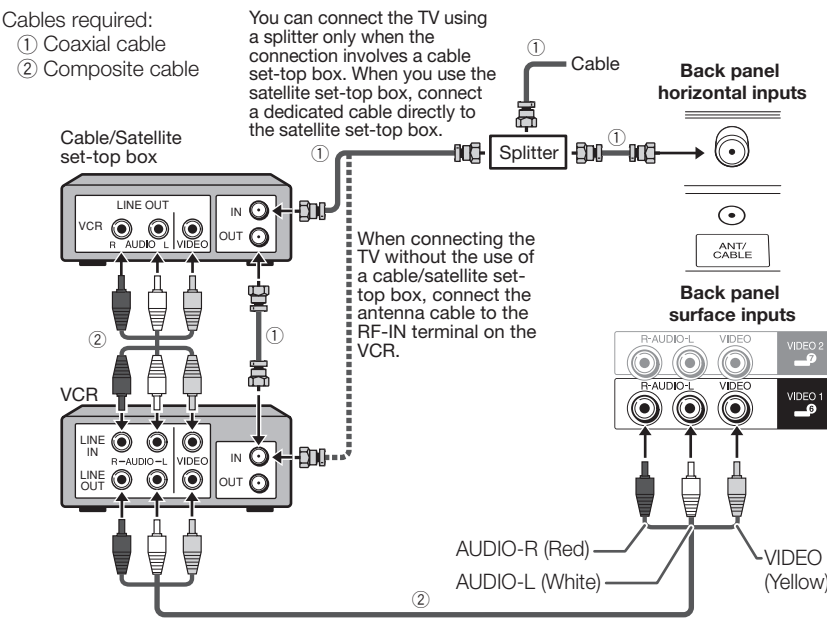 Cables required:
① Coaxial cable
② Composite cable
You can connect the TV using
a splitter only when the
connection involves a cable
set-top box. When you use the
satellite set-top box, connect
a dedicated cable directly to
the satellite set-top box.
①
Cable
Back panel
horizontal inputs
Cable/Satellite
set-top box
①
Splitter
①
LINE OUT
VCR
R AUDIO L
VIDEO
IN
OUT
ANT/
CABLE
When connecting the
TV without the use of
a cable/satellite set-
top box, connect the
antenna cable to the
RF-IN terminal on the
VCR.
Back panel
surface inputs
②
①
R-AUDIO-L
VIDEO
VIDEO 2
7
R-AUDIO-L
VIDEO
VIDEO 1
6
VCR
LINE
IN
R-AUDIO-L
VIDEO
LINE
OUT
IN
OUT
AUDIO-R (Red)
AUDIO-L (White)
VIDEO
(Yellow)
②